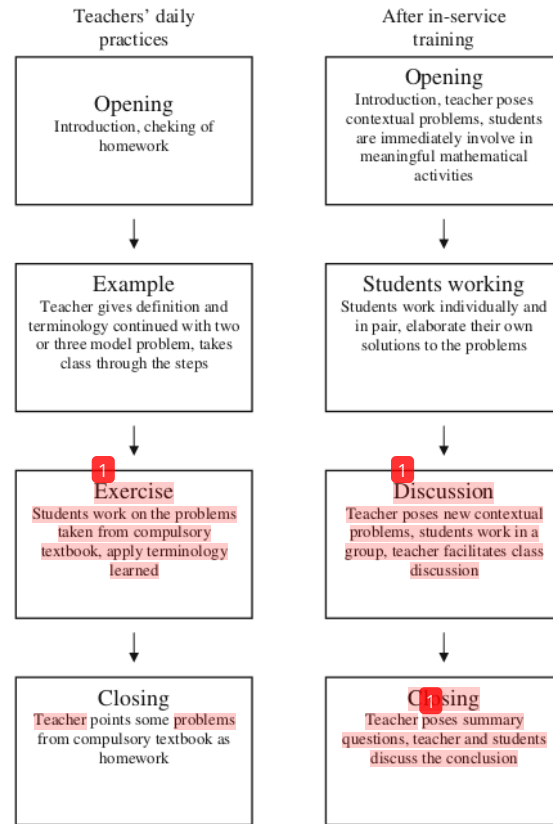 Teachers' daily
practices
Opening
Introduction, cheking of
homework
Example
Teacher gives definition and
terminology continued with two
or three model problem, takes
class through the steps
1
Exercise
Students work on the problems
taken from compulsory
textbook, apply terminology
learned
Closing
Teacher points some problems
from compulsory textbook as
homework
After in-service
training
Opening
Introduction, teacher poses
contextual problems, students
are immediately involve in
meaningful mathematical
activities
Students working
Students work individually and
in pair, elaborate their own
solutions to the problems
1
Discussion
Teacher poses new contextual
problems, students work in a
group, teacher facilitates class
discussion
Closing
1
Teacher poses summary
questions, teacher and students
discuss the conclusion